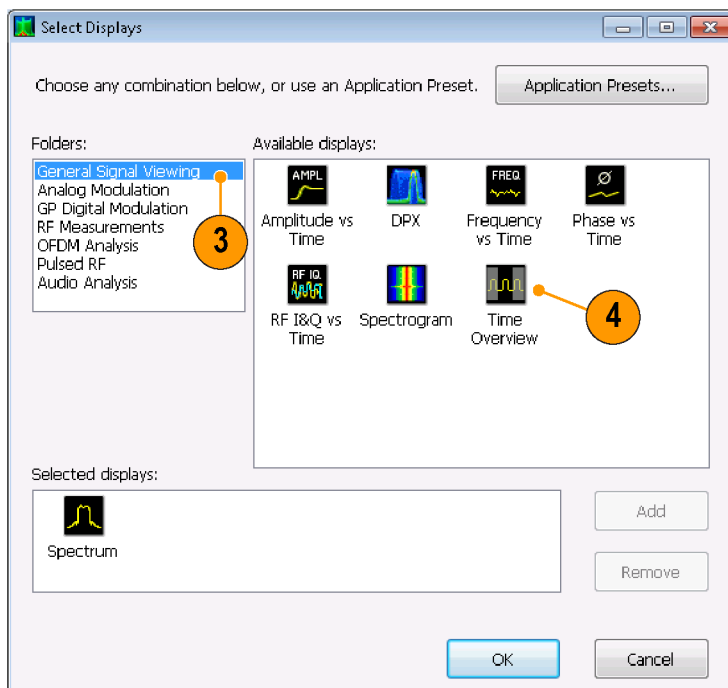 Select Displays
Choose any combination below, or use an Application Preset.
Application Presets...
Folders:
General Signal Viewing
Analog Modulation
GP Digital Modulation
RF Measurements
OFDM Analysis
Pulsed RF
Audio Analysis
3
Available displays:
AMPL
Amplitude vs
Time
DPX
FREQ
Frequency
vs Time
Ø
Phase vs
Time
RF IQ
RF I&Q vs
Time
Spectrogram
Time
Overview
4
Selected displays:
Spectrum
Add
Remove
OK
Cancel